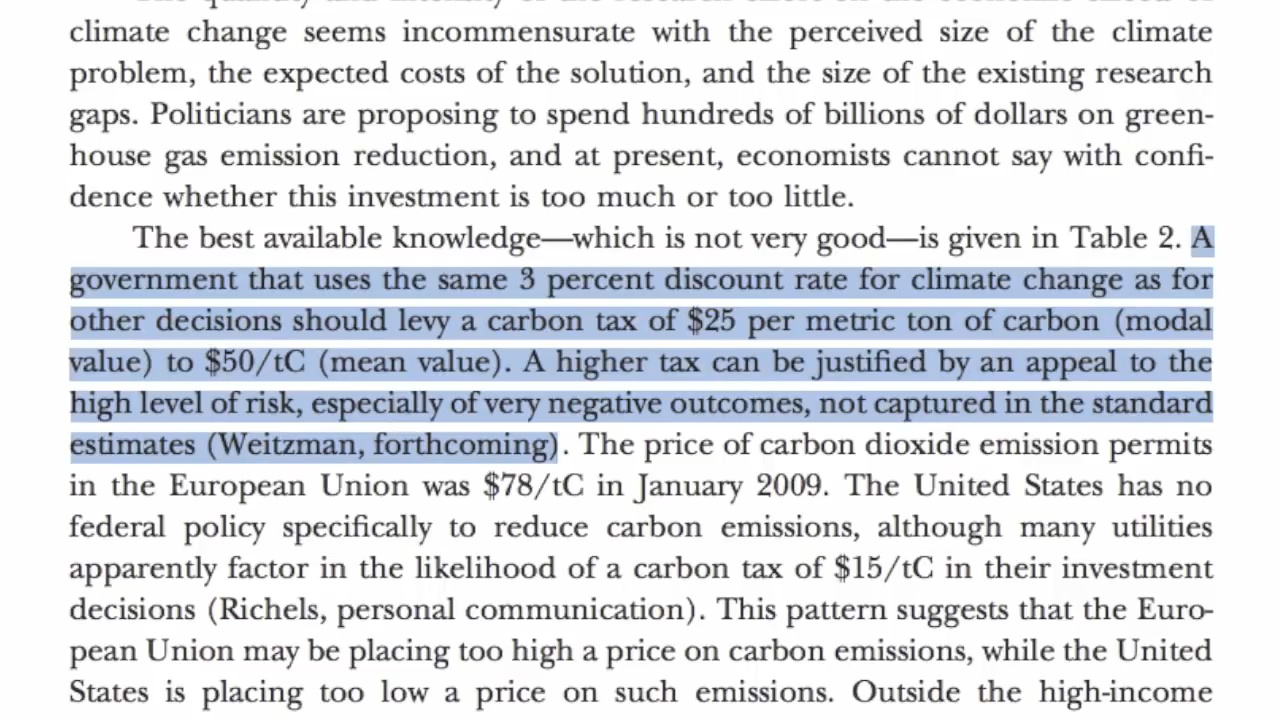 climate change seems incommensurate with the perceived size of the climate
problem, the expected costs of the solution, and the size of the existing research
gaps. Politicians are proposing to spend hundreds of billions of dollars on green-
house gas emission reduction, and at present, economists cannot say with confi-
dence whether this investment is too much or too little.
The best available knowledge—which is not very good—is given in Table 2. A
government that uses the same 3 percent discount rate for climate change as for
other decisions should levy a carbon tax of $25 per metric ton of carbon (modal
value) to $50/tC (mean value). A higher tax can be justified by an appeal to the
high level of risk, especially of very negative outcomes, not captured in the standard
estimates (Weitzman, forthcoming). The price of carbon dioxide emission permits
in the European Union was $78/tC in January 2009. The United States has no
federal policy specifically to reduce carbon emissions, although many utilities
apparently factor in the likelihood of a carbon tax of $15/tC in their investment
decisions (Richels, personal communication). This pattern suggests that the Euro-
pean Union may be placing too high a price on carbon emissions, while the United
States is placing too low a price on such emissions. Outside the high-income